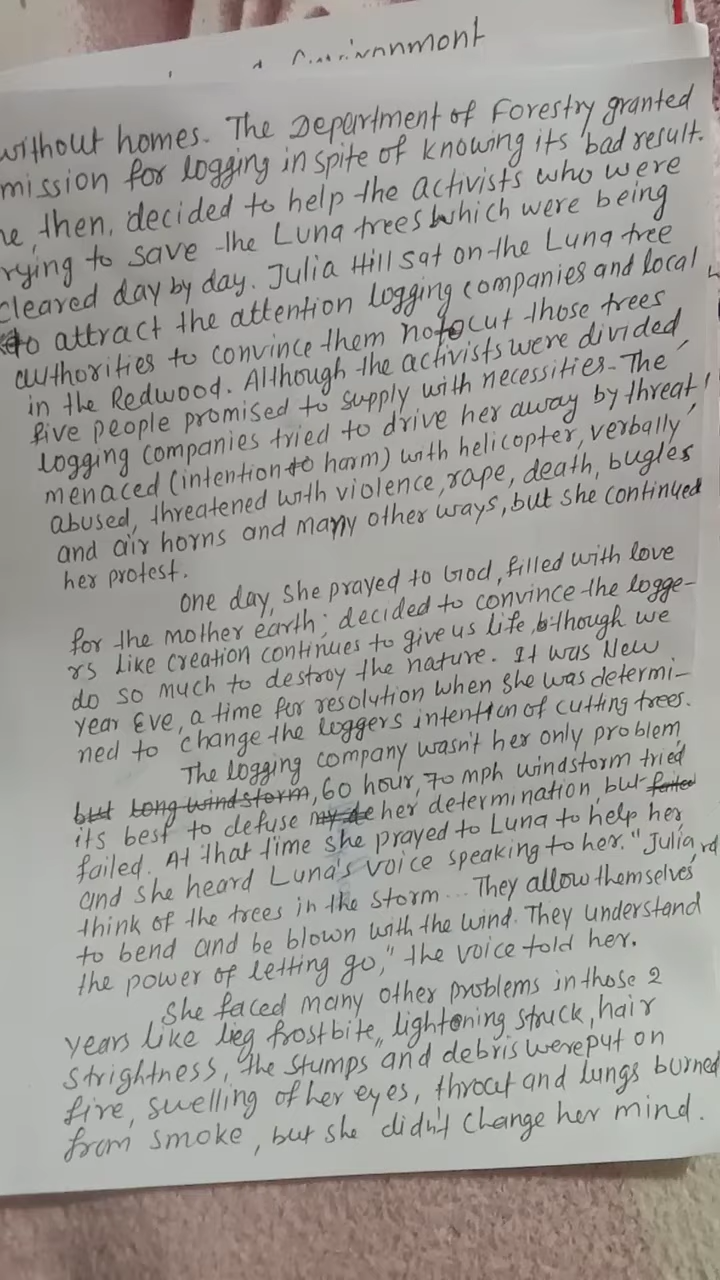 without homes. The Department of Forestry granted
mission for logging inspite of knowing its bad result.
he, then, decided to help the activists who were
rying to save the Luna trees which were being
cleared day by day. Julia Hill sat on the Luna tree
to attract the attention logging companies and local
authorities to convince them not to cut those trees
in the Redwood. Although the activists were divided,
five people promised to supply with necessities. The
logging companies tried to drive her away by threat,
menaced (intention to harm) with helicopter, verbally
abused, threatened with violence, rape, death, bugles
and air horns and many other ways, but she continued
her protest.
One day, she prayed to God, filled with love
for the mother earth; decided to convince the logge-
rs like creation continues to give us life, though we
do so much to destroy the nature. It was New
year Eve, a time for resolution when she was determi-
ned to change the loggers intention of cutting trees.
The logging company wasn't her only problem,
but long windstorm, 60 hour, 70 mph windstorm tried
its best to defuse her determination, but failed
failed. At that time she prayed to Luna to help her,
and she heard Luna's voice speaking to her. "Julia,
think of the trees in the storm... They allow themselves
to bend and be blown with the wind. They understand
the power of letting go," the voice told her.
She faced many other problems in those 2
years like leg frostbite, lightening struck, hair
strightness, the stumps and debris were put on
fire, swelling of her eyes, throat and lungs burned
from smoke, but she didn't change her mind.